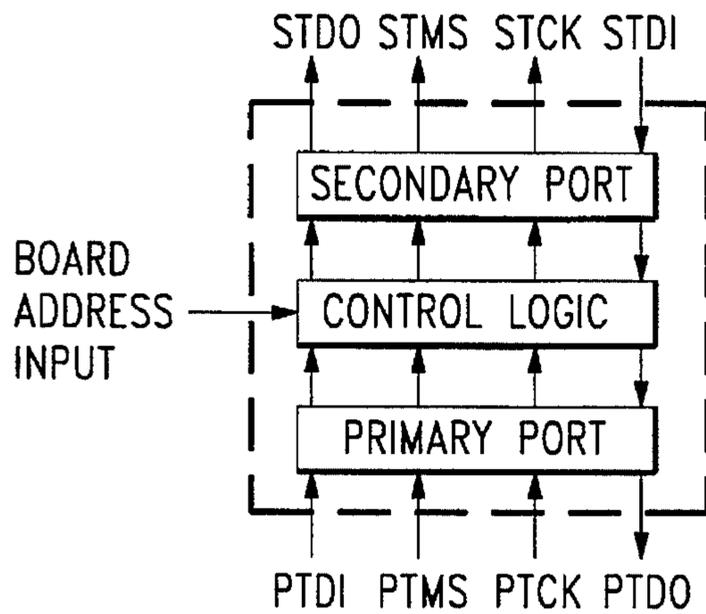 STDO STMS STCK STDI
SECONDARY PORT
BOARD
ADDRESS
INPUT
CONTROL LOGIC
PRIMARY PORT
PTDI PTMS PTCK PTDO